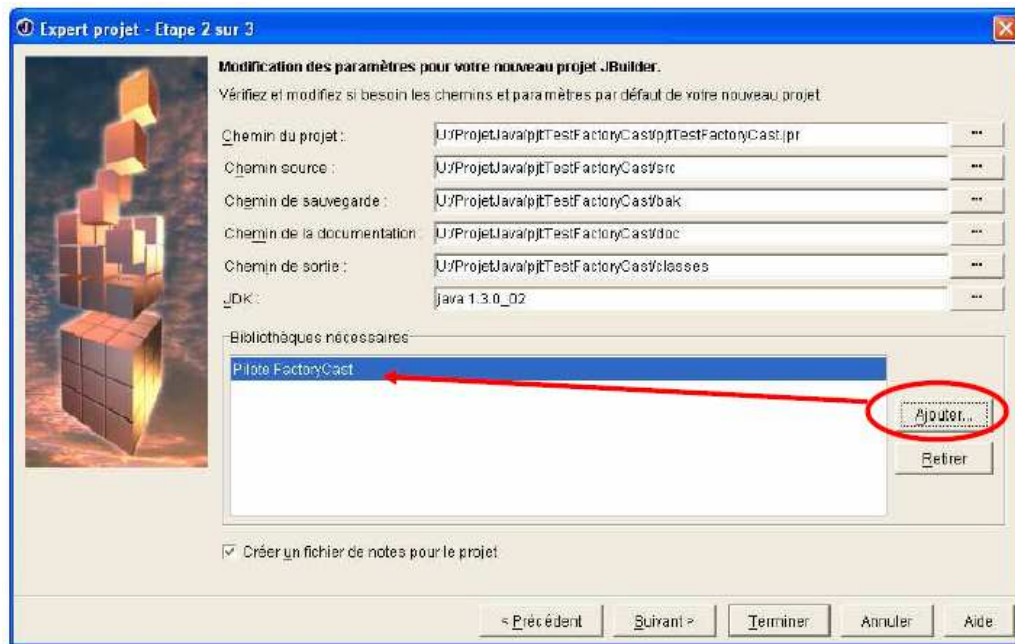 Expert projet - Etape 2 sur 3
Modification des paramètres pour votre nouveau projet JBuilder.
Vérifiez et modifiez si besoin les chemins et paramètres par défaut de votre nouveau projet
Chemin du projet : U:/ProjetJava/pjtTestFactoryCast/pjtTestFactoryCast.jpr ...
Chemin source : U:/ProjetJava/pjtTestFactoryCast/src ...
Chemin de sauvegarde : U:/ProjetJava/pjtTestFactoryCast/bak ...
Chemin de la documentation : U:/ProjetJava/pjtTestFactoryCast/doc ...
Chemin de sortie : U:/ProjetJava/pjtTestFactoryCast/classes ...
JDK : java 1.3.0_02 ...
Bibliothèques nécessaires
Pilote FactoryCast
Ajouter...
Retirer
Créer un fichier de notes pour le projet
< Précédent Suivant > Terminer Annuler Aide